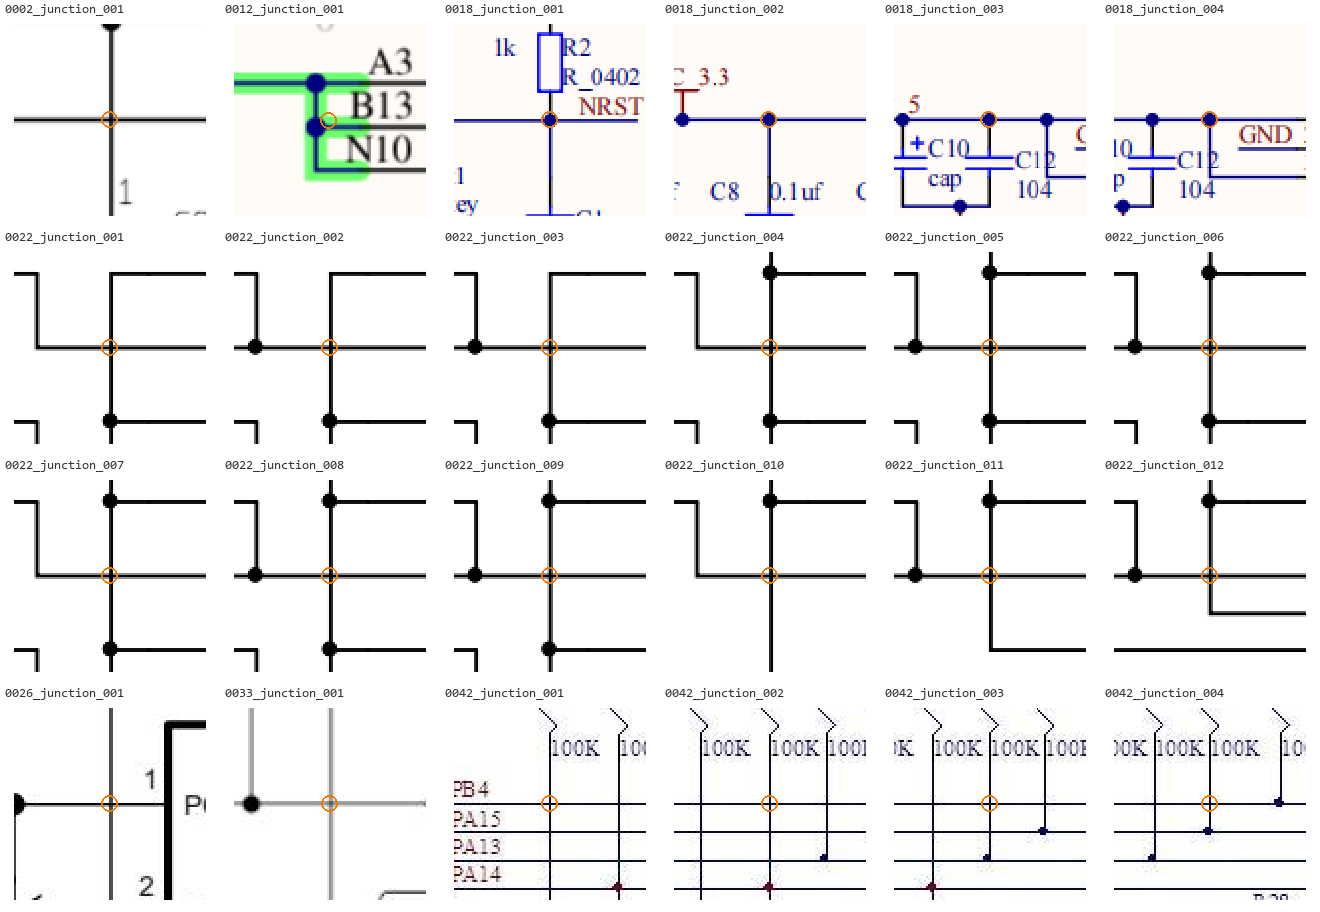 0002_junction_001
0012_junction_001
0018_junction_001
0018_junction_002
0018_junction_003
0018_junction_004
1
A3
B13
N10
1k
R2
R_0402
NRST
1
ey
C_3.3
C8
0.1uf
5
C10
cap
C12
104
10
p
C12
104
GND
0022_junction_001
0022_junction_002
0022_junction_003
0022_junction_004
0022_junction_005
0022_junction_006
0022_junction_007
0022_junction_008
0022_junction_009
0022_junction_010
0022_junction_011
0022_junction_012
0026_junction_001
0033_junction_001
0042_junction_001
0042_junction_002
0042_junction_003
0042_junction_004
1
2
100K
PB4
PA15
PA13
PA14
100K
100K
100K
100K
100K
100K